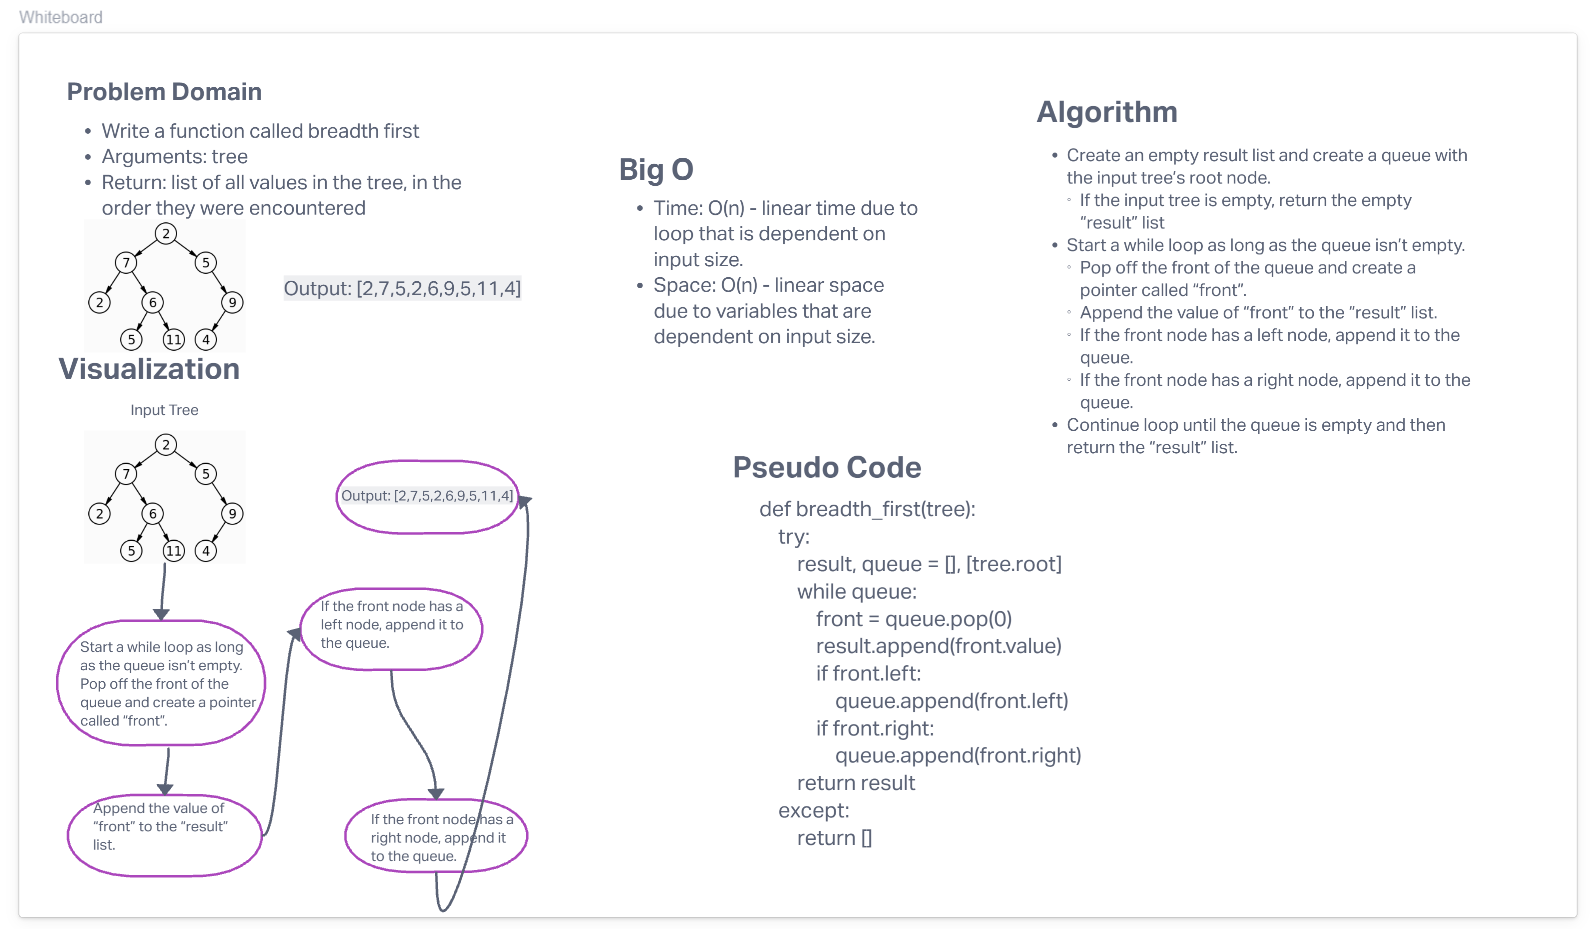 Whiteboard
Problem Domain
• Write a function called breadth first
• Arguments: tree
• Return: list of all values in the tree, in the
order they were encountered
2
7
5
2
6
9
5
11
4
Output: [2,7,5,2,6,9,5,11,4]
Visualization
Input Tree
2
7
5
2
6
9
5
11
4
Start a while loop as long
as the queue isn't empty.
Pop off the front of the
queue and create a pointer
called "front".
Append the value of
"front" to the "result"
list.
If the front node has a
left node, append it to
the queue.
If the front node has a
right node, append it
to the queue.
Output: [2,7,5,2,6,9,5,11,4]
Big O
• Time: O(n) - linear time due to
loop that is dependent on
input size.
• Space: O(n) - linear space
due to variables that are
dependent on input size.
Algorithm
• Create an empty result list and create a queue with
the input tree's root node.
◦ If the input tree is empty, return the empty
"result" list
• Start a while loop as long as the queue isn't empty.
◦ Pop off the front of the queue and create a
pointer called "front".
◦ Append the value of "front" to the "result" list.
◦ If the front node has a left node, append it to the
queue.
◦ If the front node has a right node, append it to the
queue.
• Continue loop until the queue is empty and then
return the "result" list.
Pseudo Code
def breadth_first(tree):
try:
result, queue = [], [tree.root]
while queue:
front = queue.pop(0)
result.append(front.value)
if front.left:
queue.append(front.left)
if front.right:
queue.append(front.right)
return result
except:
return []